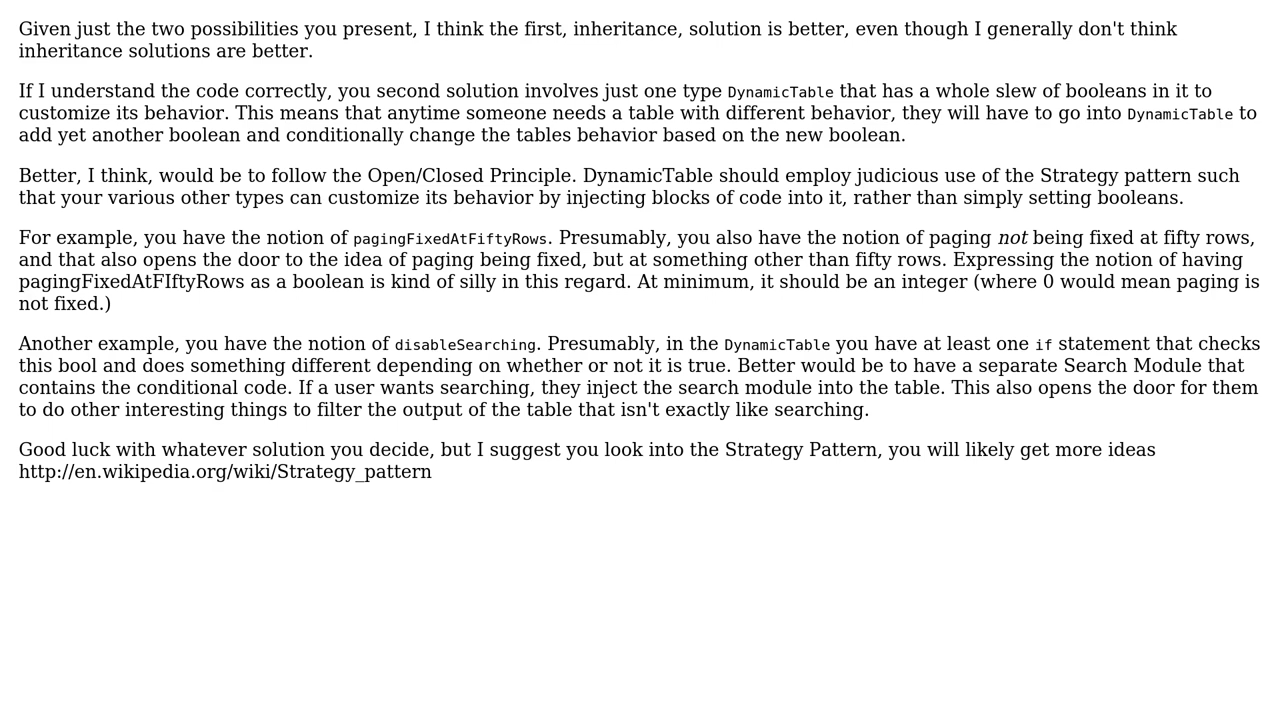 Given just the two possibilities you present, I think the first, inheritance, solution is better, even though I generally don't think
inheritance solutions are better.
If I understand the code correctly, you second solution involves just one type DynamicTable that has a whole slew of booleans in it to
customize its behavior. This means that anytime someone needs a table with different behavior, they will have to go into DynamicTable to
add yet another boolean and conditionally change the tables behavior based on the new boolean.
Better, I think, would be to follow the Open/Closed Principle. DynamicTable should employ judicious use of the Strategy pattern such
that your various other types can customize its behavior by injecting blocks of code into it, rather than simply setting booleans.
For example, you have the notion of pagingFixedAtFiftyRows. Presumably, you also have the notion of paging not being fixed at fifty rows,
and that also opens the door to the idea of paging being fixed, but at something other than fifty rows. Expressing the notion of having
pagingFixedAtFIftyRows as a boolean is kind of silly in this regard. At minimum, it should be an integer (where 0 would mean paging is
not fixed.)
Another example, you have the notion of disableSearching. Presumably, in the DynamicTable you have at least one if statement that checks
this bool and does something different depending on whether or not it is true. Better would be to have a separate Search Module that
contains the conditional code. If a user wants searching, they inject the search module into the table. This also opens the door for them
to do other interesting things to filter the output of the table that isn't exactly like searching.
Good luck with whatever solution you decide, but I suggest you look into the Strategy Pattern, you will likely get more ideas
http://en.wikipedia.org/wiki/Strategy_pattern